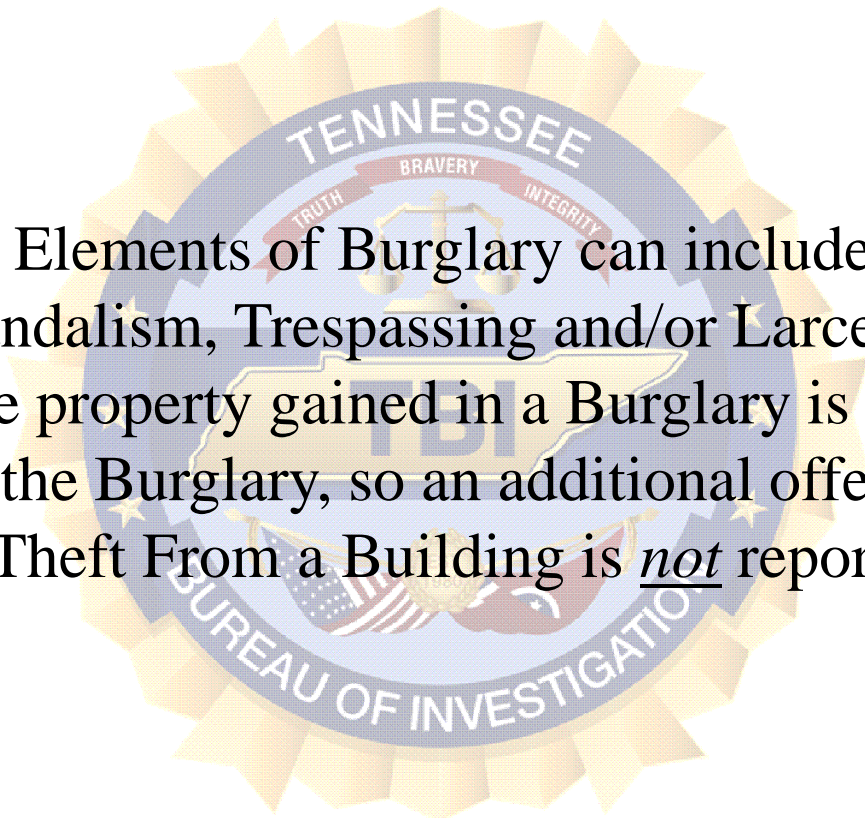 TENNESSEE
BRAVERY
TRUTH
INTEGRITY
Elements of Burglary can include
ndalism, Trespassing and/or Larce
e property gained in a Burglary is
TBI
the Burglary, so an additional offe
Theft From a Building is not repor
BUREAU OF INVESTIGATION